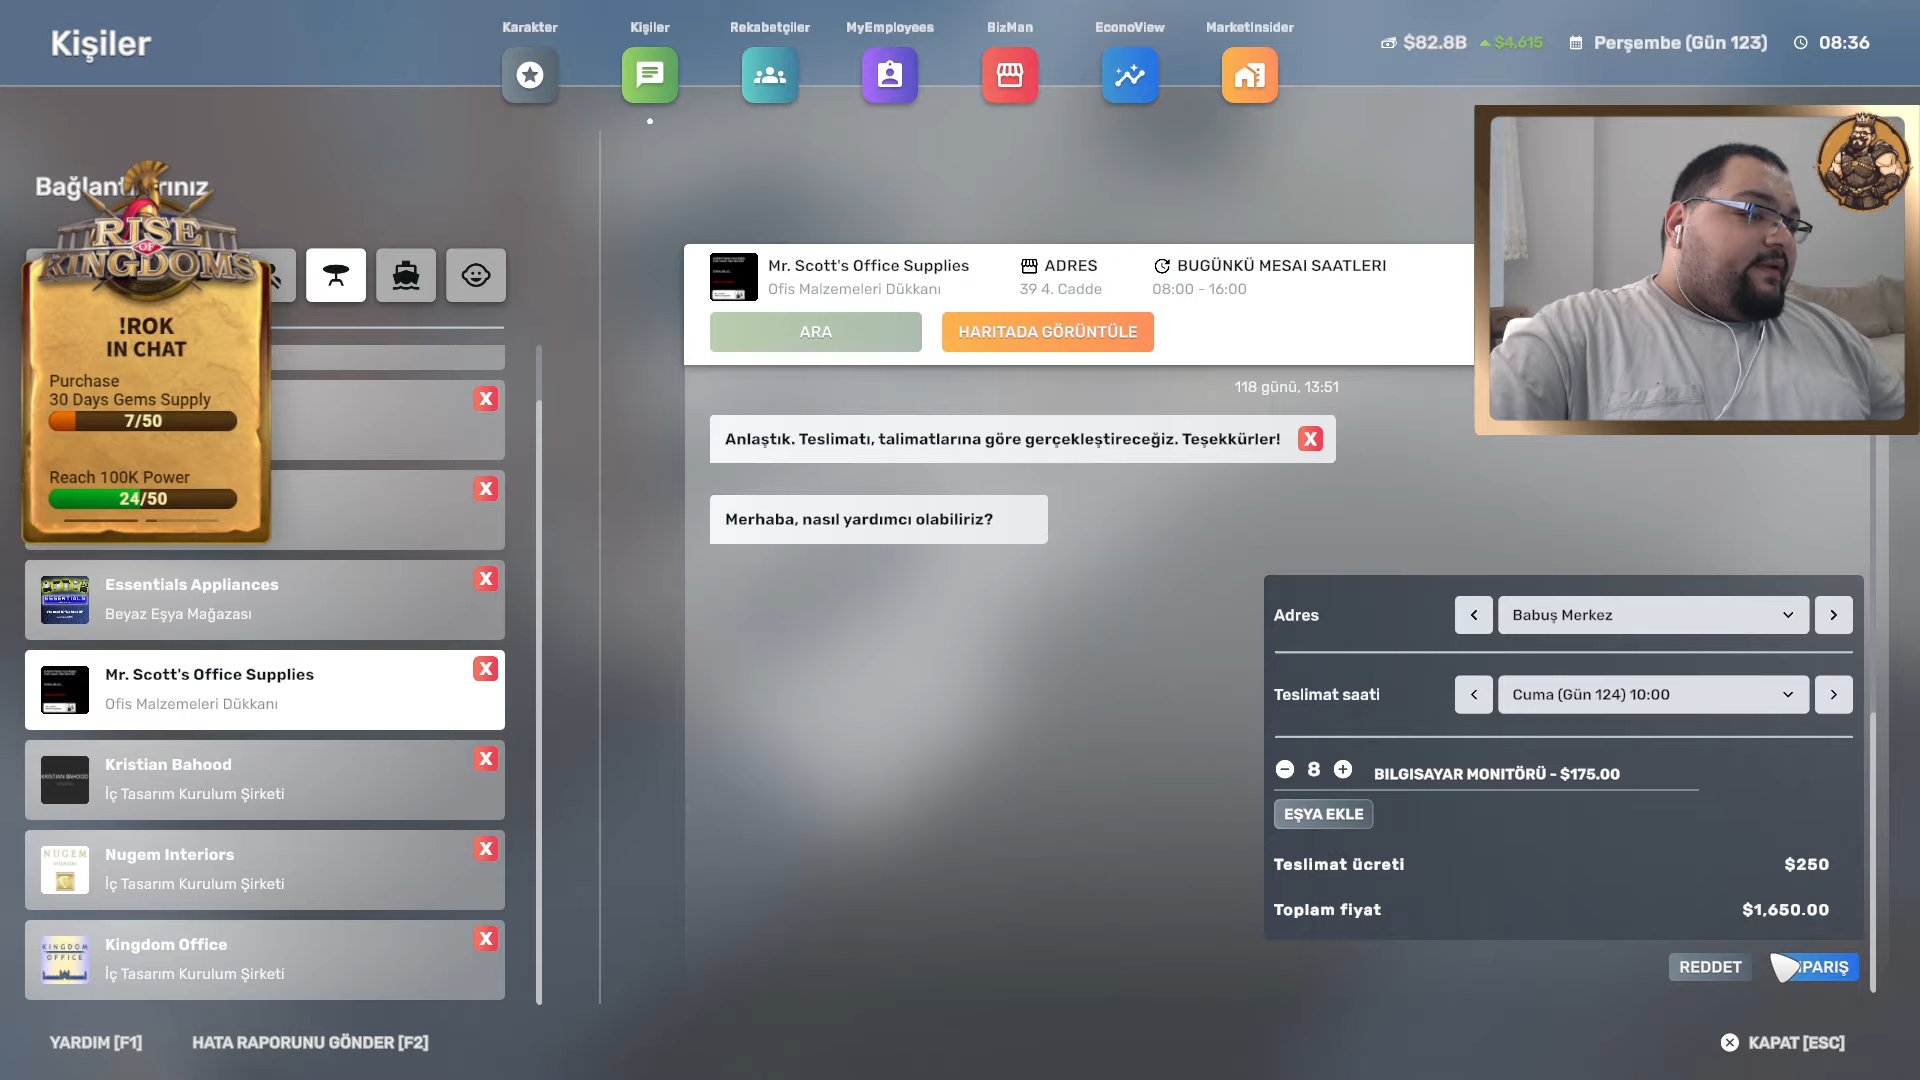 Kişiler
Karakter
Kişiler
Rekabetçiler
MyEmployees
BizMan
EconoView
MarketInsider
$82.8B
$4,615
Perşembe (Gün 123)
08:36
RISE
OF
KINGDOMS
!ROK
IN CHAT
Purchase
30 Days Gems Supply
7/50
Reach 100K Power
24/50
Essentials Appliances
Beyaz Eşya Mağazası
X
Mr. Scott's Office Supplies
Ofis Malzemeleri Dükkanı
X
Kristian Bahood
İç Tasarım Kurulum Şirketi
X
Nugem Interiors
İç Tasarım Kurulum Şirketi
X
Kingdom Office
İç Tasarım Kurulum Şirketi
X
Mr. Scott's Office Supplies
Ofis Malzemeleri Dükkanı
ADRES
39 4. Cadde
BUGÜNKÜ MESAI SAATLERI
08:00 - 16:00
ARA
HARITADA GÖRÜNTÜLE
118 günü, 13:51
Anlaştık. Teslimatı, talimatlarına göre gerçekleştireceğiz. Teşekkürler!
X
Merhaba, nasıl yardımcı olabiliriz?
Adres
Babuş Merkez
Teslimat saati
Cuma (Gün 124) 10:00
8
BILGISAYAR MONITÖRÜ - $175.00
EŞYA EKLE
Teslimat ücreti
$250
Toplam fiyat
$1,650.00
REDDET
YARDIM [F1]
HATA RAPORUNU GÖNDER [F2]
KAPAT [ESC]